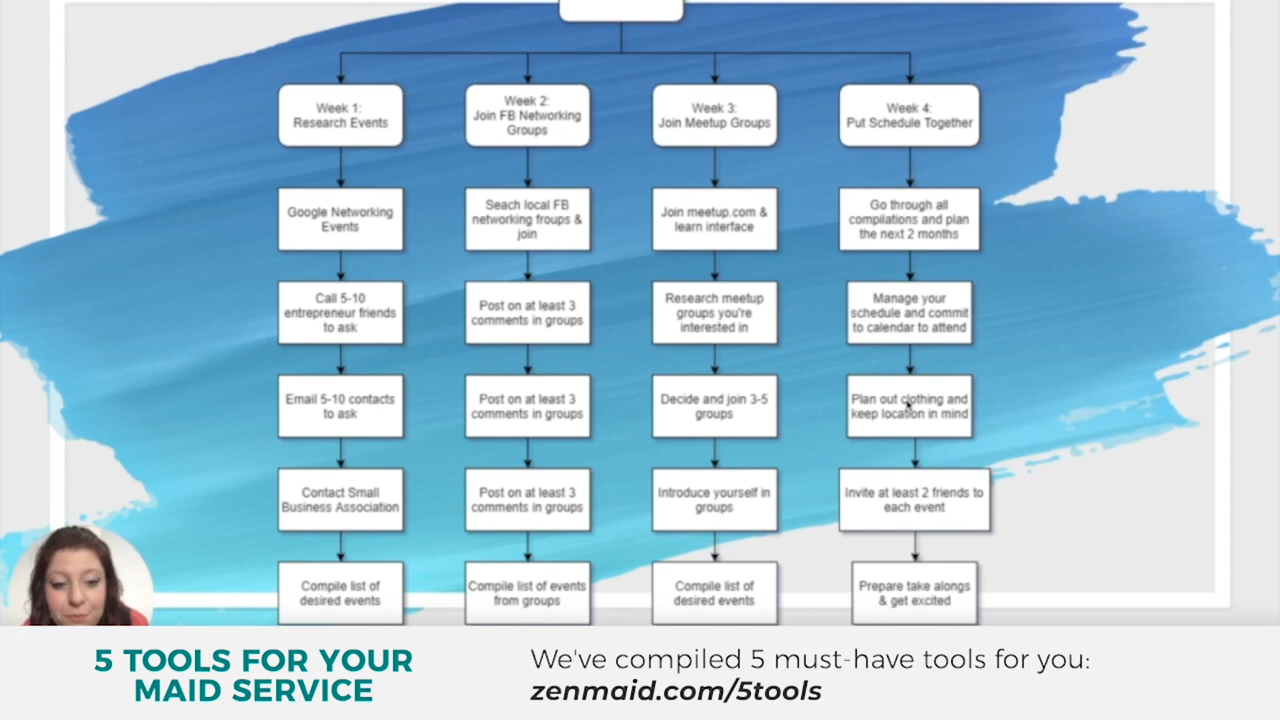 Week 1:
Research Events
Week 2:
Join FB Networking
Groups
Week 3:
Join Meetup Groups
Week 4:
Put Schedule Together
Google Networking
Events
Seach local FB
networking froups &
join
Join meetup.com &
learn interface
Go through all
compilations and plan
the next 2 months
Call 5-10
entrepreneur friends
to ask
Post on at least 3
comments in groups
Research meetup
groups you're
interested in
Manage your
schedule and commit
to calendar to attend
Email 5-10 contacts
to ask
Post on at least 3
comments in groups
Decide and join 3-5
groups
Plan out clothing and
keep location in mind
Contact Small
Business Association
Post on at least 3
comments in groups
Introduce yourself in
groups
Invite at least 2 friends to
each event
Compile list of
desired events
Compile list of events
from groups
Compile list of
desired events
Prepare take alongs
& get excited
5 TOOLS FOR YOUR
MAID SERVICE
We've compiled 5 must-have tools for you:
zenmaid.com/5tools